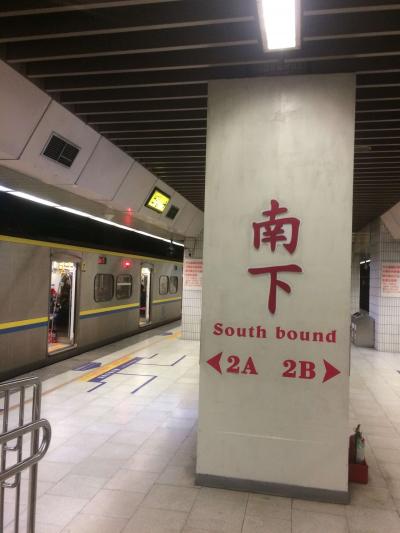 南
下
South bound
2A 2B